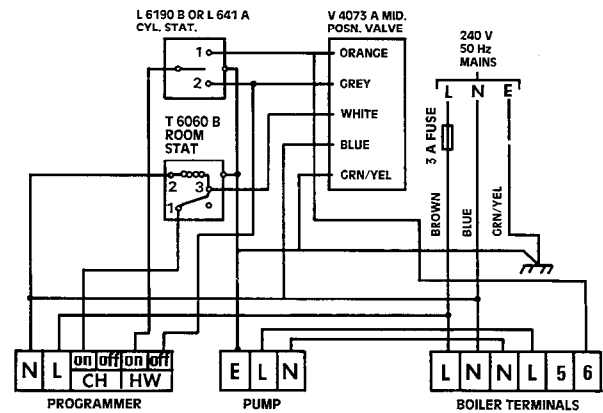 L 6190 B OR L 641 A
CYL. STAT.
V 4073 A MID.
POSN. VALVE
240 V
50 Hz
MAINS
1
2
ORANGE
GREY
WHITE
BLUE
GRN/YEL
L N E
3 A FUSE
T 6060 B
ROOM
STAT
2 3
1
BROWN
BLUE
GRN/YEL
N L on off on off
CH HW
E L N
L N N L 5 6
PROGRAMMER
PUMP
BOILER TERMINALS